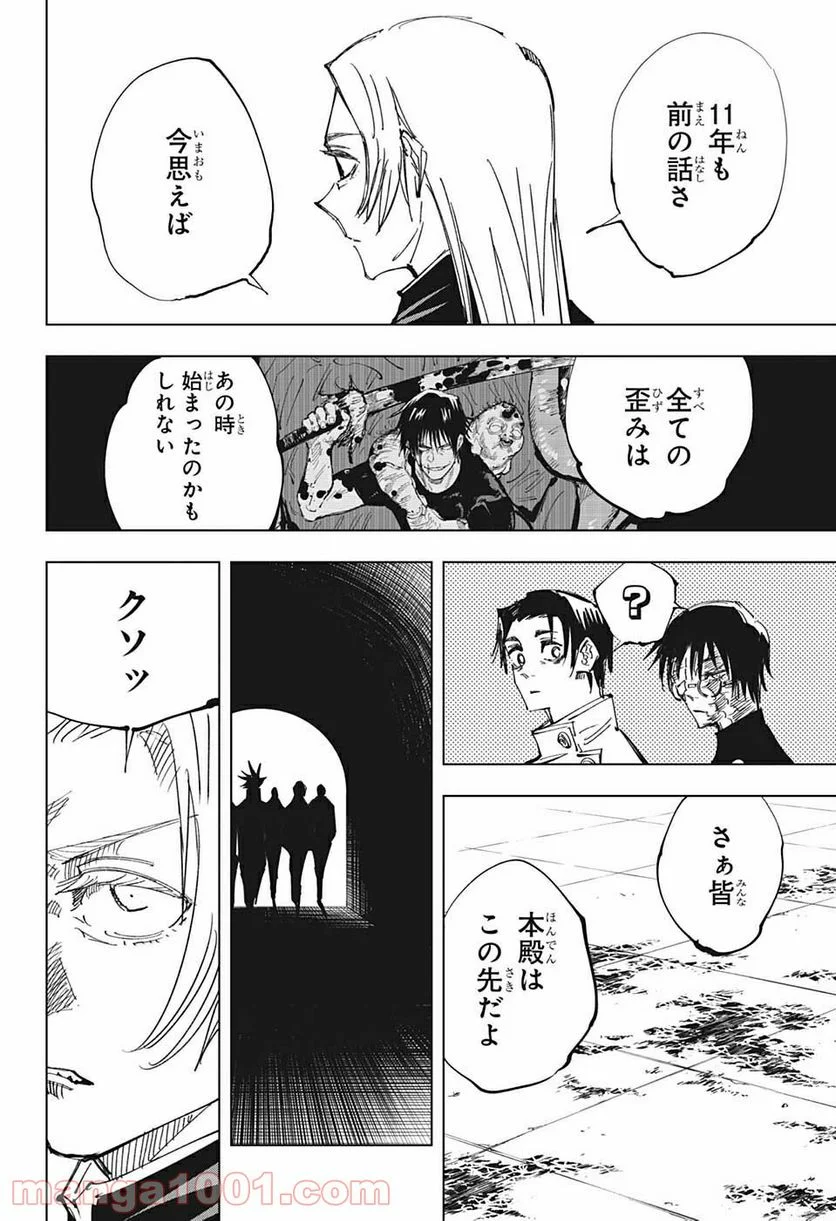 11年も
前の話さ
今思えば
全ての
歪みは
あの時
始まったのかも
しれない
?
さぁ皆
本殿は
この先だよ
クソッ
manga1001.com